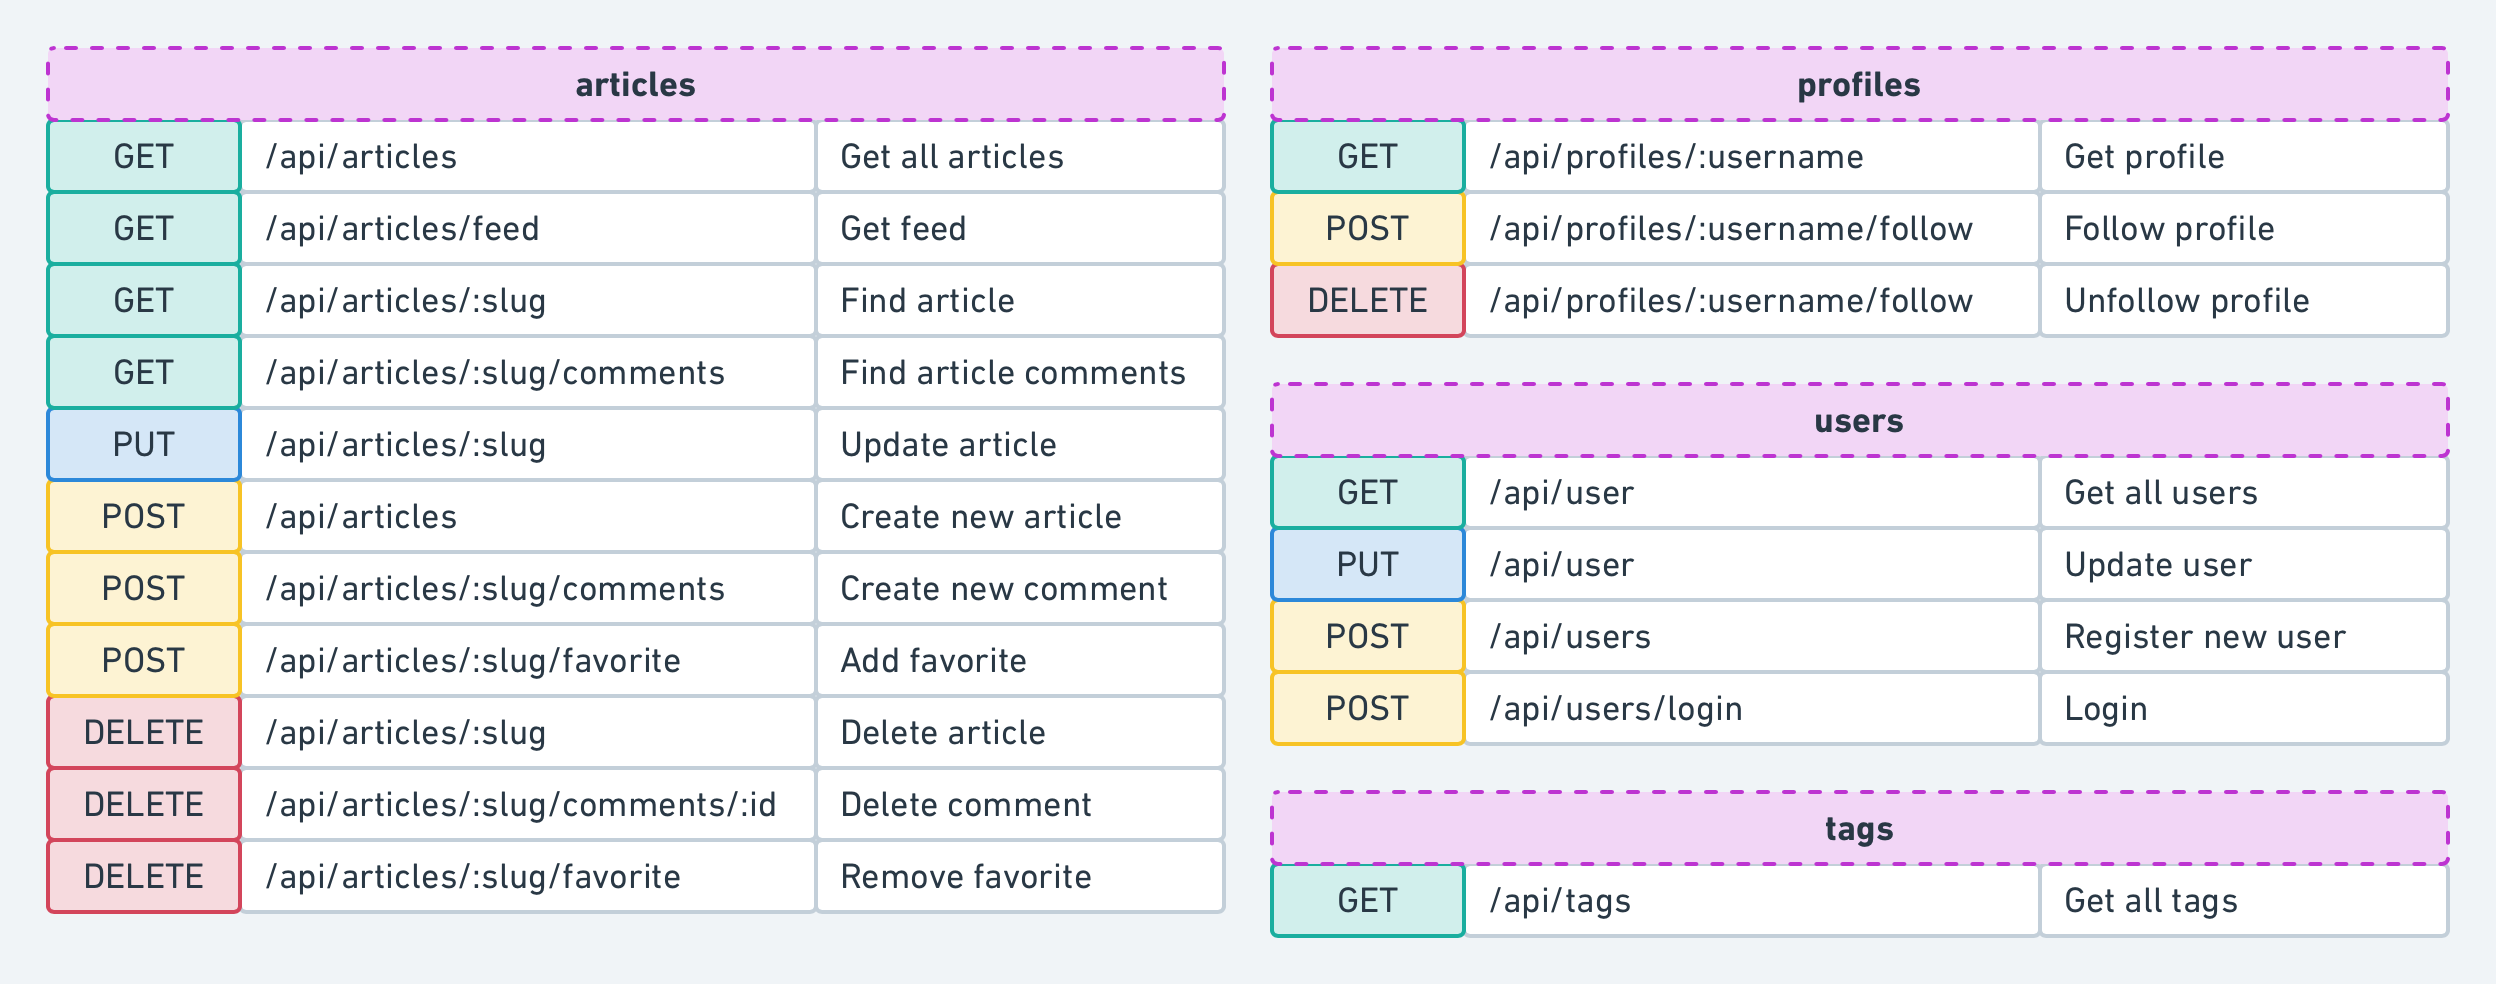 articles
GET /api/articles Get all articles
GET /api/articles/feed Get feed
GET /api/articles/:slug Find article
GET /api/articles/:slug/comments Find article comments
PUT /api/articles/:slug Update article
POST /api/articles Create new article
POST /api/articles/:slug/comments Create new comment
POST /api/articles/:slug/favorite Add favorite
DELETE /api/articles/:slug Delete article
DELETE /api/articles/:slug/comments/:id Delete comment
DELETE /api/articles/:slug/favorite Remove favorite
profiles
GET /api/profiles/:username Get profile
POST /api/profiles/:username/follow Follow profile
DELETE /api/profiles/:username/follow Unfollow profile
users
GET /api/user Get all users
PUT /api/user Update user
POST /api/users Register new user
POST /api/users/login Login
tags
GET /api/tags Get all tags